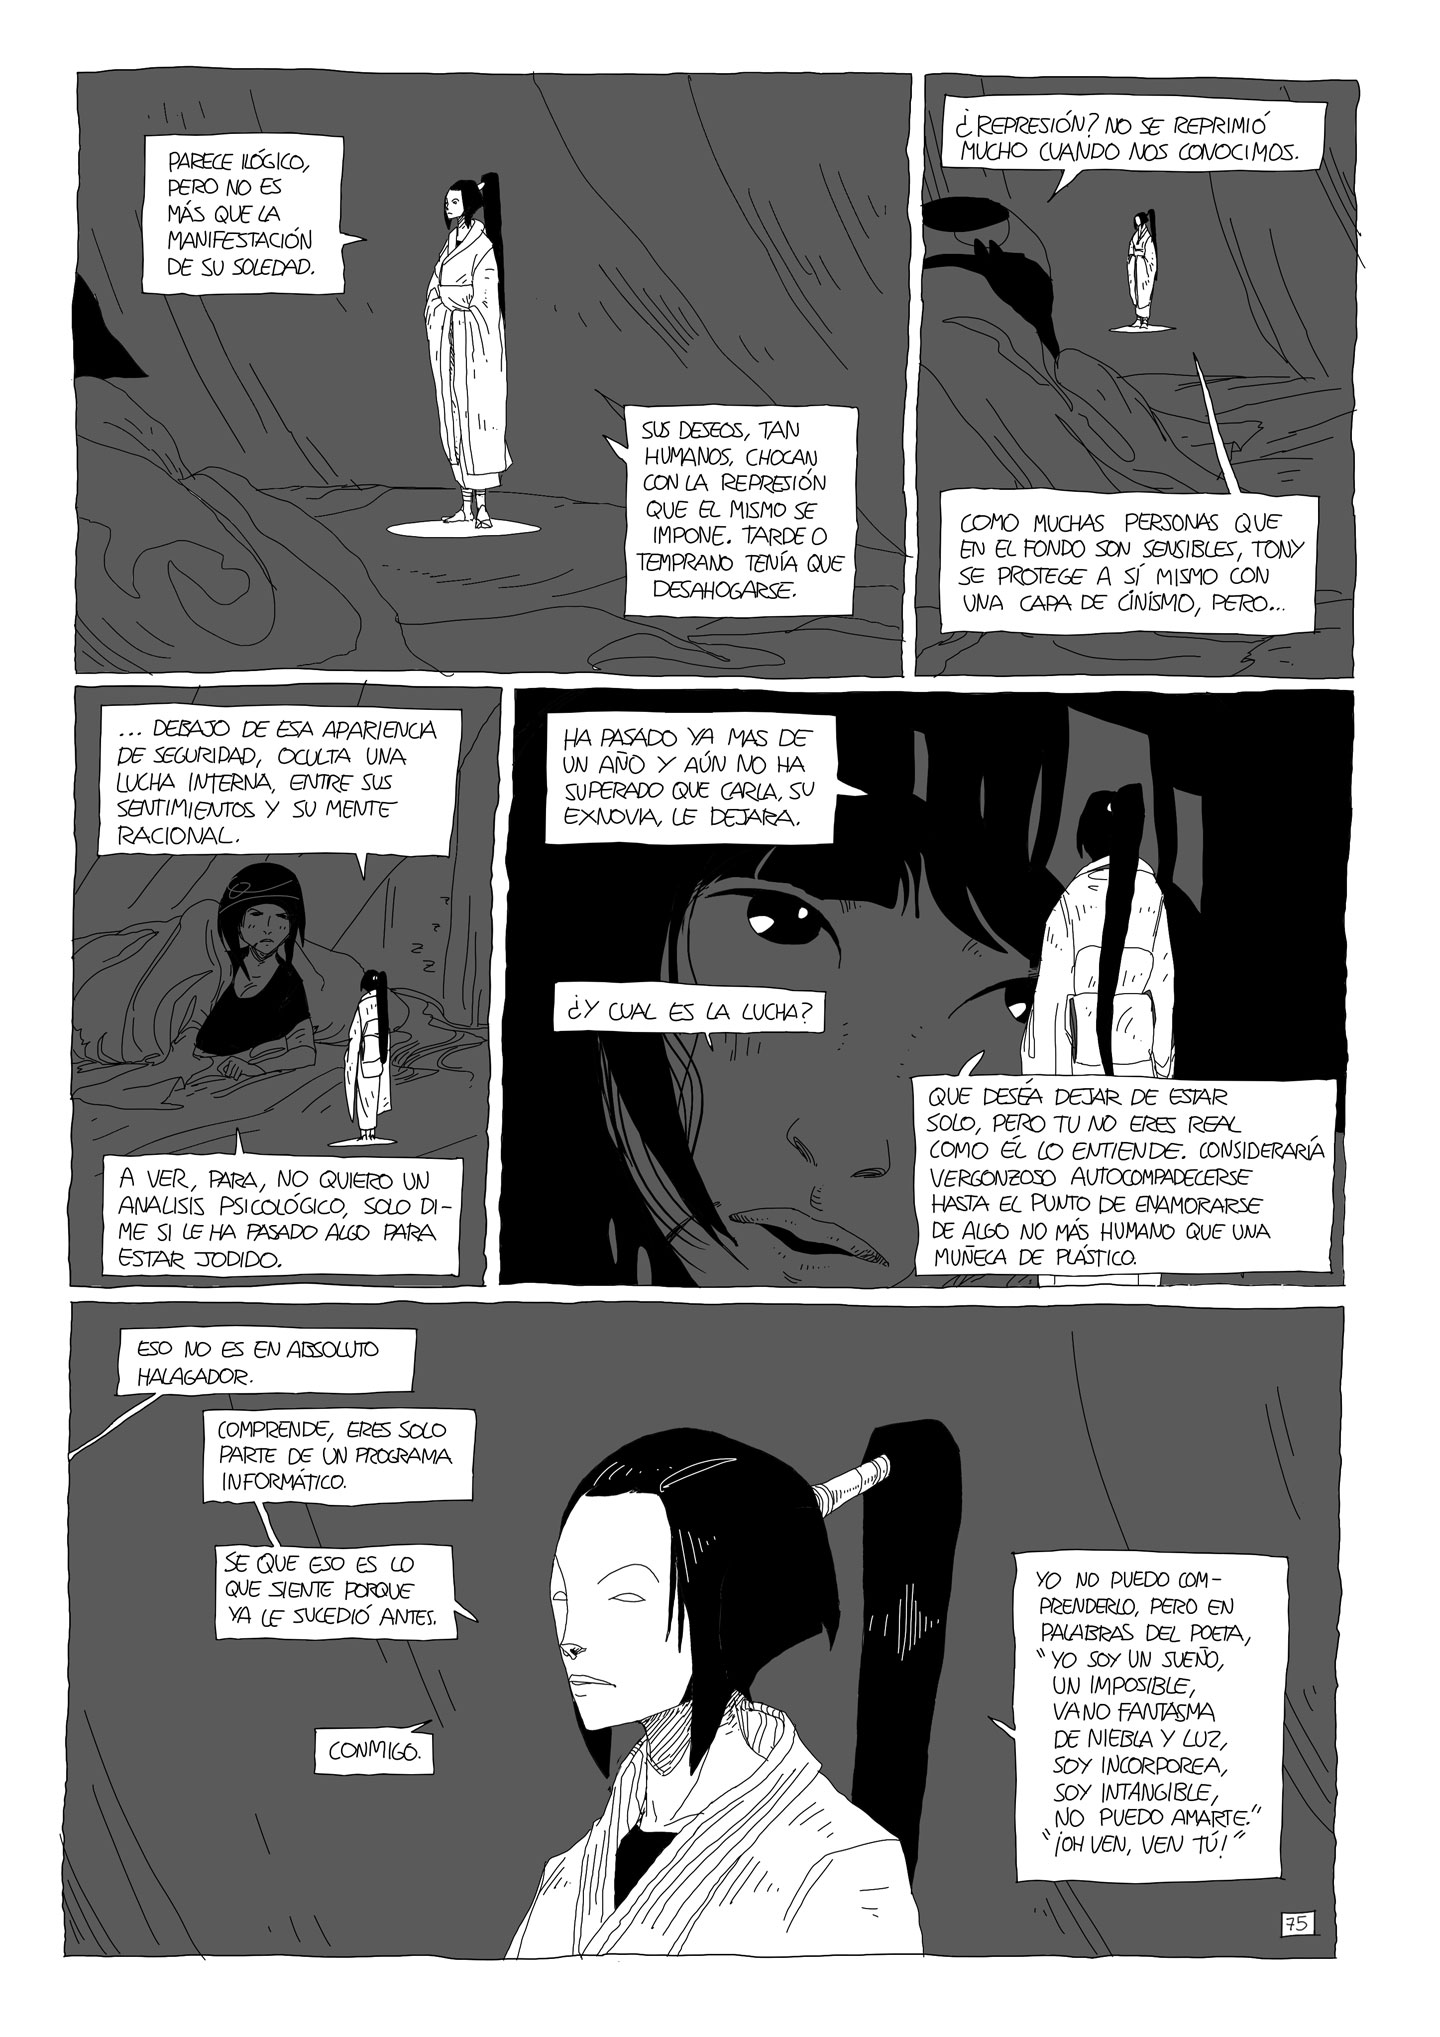 PARECE ILÓGICO,
PERO NO ES
MÁS QUE LA
MANIFESTACIÓN
DE SU SOLEDAD.
SUS DESEOS, TAN
HUMANOS, CHOCAN
CON LA REPRESIÓN
QUE EL MISMO SE
IMPONE. TARDE O
TEMPRANO TENÍA QUE
DESAHOGARSE.
¿REPRESIÓN? NO SE REPRIMIÓ
MUCHO CUANDO NOS CONOCIMOS.
COMO MUCHAS PERSONAS QUE
EN EL FONDO SON SENSIBLES, TONY
SE PROTEGE A SÍ MISMO CON
UNA CAPA DE CINÍSMO, PERO...
... DEBAJO DE ESA APARIENCIA
DE SEGURIDAD, OCULTA UNA
LUCHA INTERNA, ENTRE SUS
SENTIMIENTOS Y SU MENTE
RACIONAL.
Z
Z
Z
A VER, PARA, NO QUIERO UN
ANALISIS PSICOLÓGICO, SOLO DI-
ME SI LE HA PASADO ALGO PARA
ESTAR JODIDO.
HA PASADO YA MAS DE
UN AÑO Y AÚN NO HA
SUPERADO QUE CARLA, SU
EXNOVIA, LE DEJARA.
¿Y CUAL ES LA LUCHA?
QUE DESÉA DEJAR DE ESTAR
SOLO, PERO TU NO ERES REAL
COMO ÉL LO ENTIENDE. CONSIDERARÍA
VERGONZOSO AUTOCOMPADECERSE
HASTA EL PUNTO DE ENAMORARSE
DE ALGO NO MÁS HUMANO QUE UNA
MUÑECA DE PLÁSTICO.
ESO NO ES EN ABSOLUTO
HALAGADOR.
COMPRENDE, ERES SOLO
PARTE DE UN PROGRAMA
INFORMÁTICO.
SE QUE ESO ES LO
QUE SIENTE PORQUE
YA LE SUCEDIÓ ANTES.
CONMIGO.
YO NO PUEDO COM-
PRENDERLO, PERO EN
PALABRAS DEL POETA,
"YO SOY UN SUEÑO,
UN IMPOSIBLE,
VANO FANTASMA
DE NIEBLA Y LUZ,
SOY INCORPOREA,
SOY INTANGIBLE,
NO PUEDO AMARTE."
"¡OH VEN, VEN TÚ!"
75